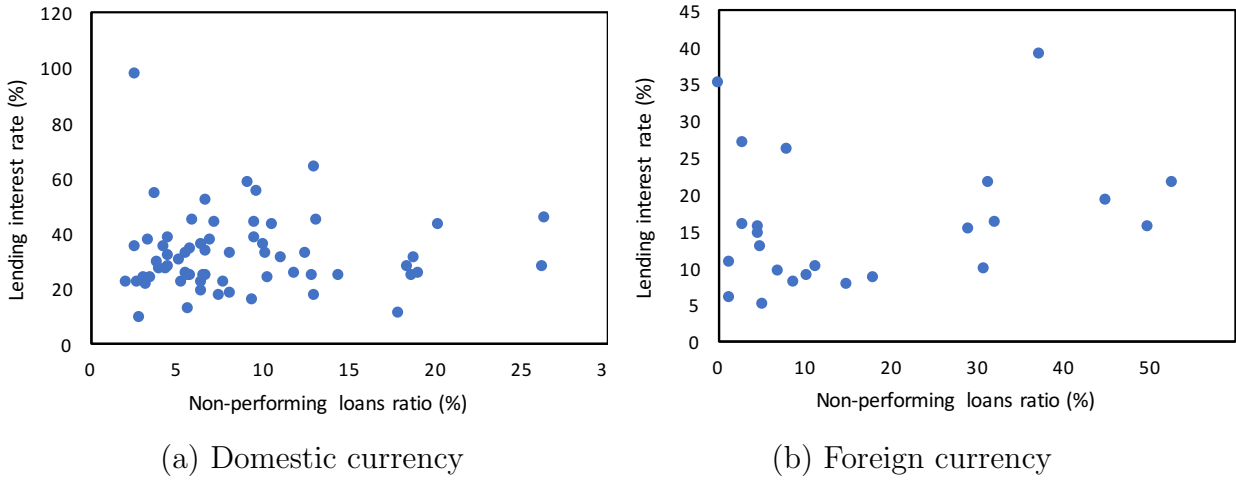 120
100
80
60
40
20
0
Lending interest rate (%)
0 5 10 15 20 25 3
Non-performing loans ratio (%)
(a) Domestic currency
45
40
35
30
25
20
15
10
5
0
Lending interest rate (%)
0 10 20 30 40 50
Non-performing loans ratio (%)
(b) Foreign currency